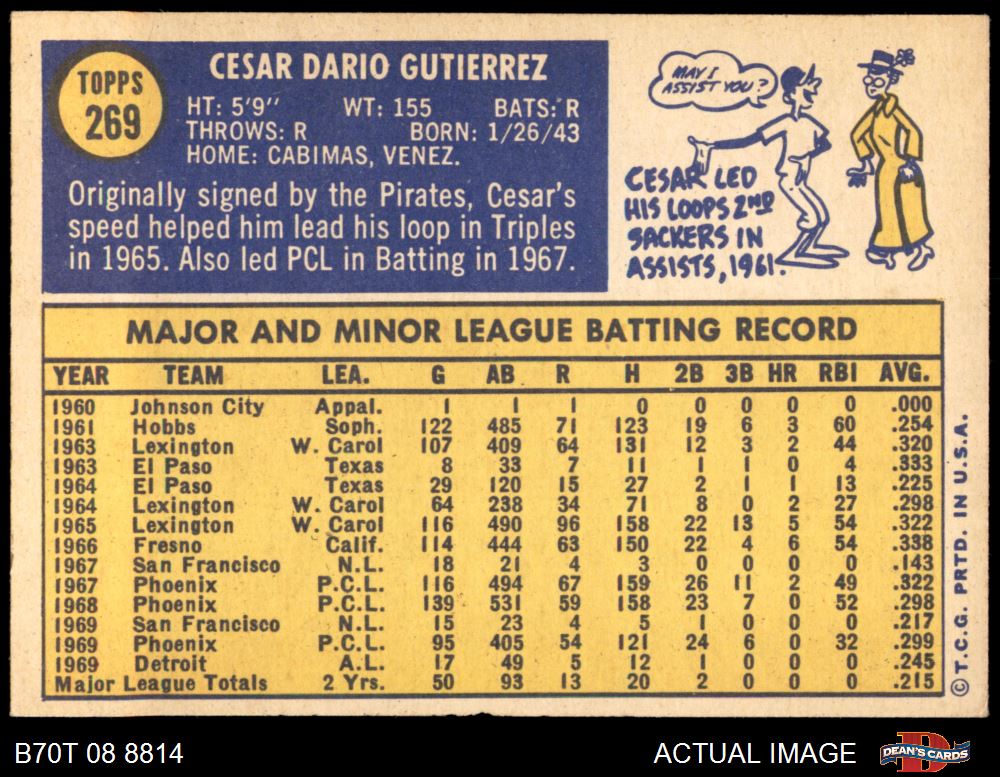 TOPPS
269
CESAR DARIO GUTIERREZ
HT: 5'9" WT: 155 BATS: R
THROWS: R BORN: 1/26/43
HOME: CABIMAS, VENEZ.
Originally signed by the Pirates, Cesar's
speed helped him lead his loop in Triples
in 1965. Also led PCL in Batting in 1967.
MAY I
ASSIST YOU?
CESAR LED
HIS LOOPS 2ND
SACKERS IN
ASSISTS, 1961.
MAJOR AND MINOR LEAGUE BATTING RECORD
YEAR TEAM LEA. G AB R H 2B 3B HR RBI AVG.
1960 Johnson City Appal. 1 1 1 0 0 0 0 0 .000
1961 Hobbs Soph. 122 485 71 123 19 6 3 60 .254
1963 Lexington W. Carol 107 409 64 131 12 3 2 44 .320
1963 El Paso Texas 8 33 7 11 1 1 0 4 .333
1964 El Paso Texas 29 120 15 27 2 1 1 13 .225
1964 Lexington W. Carol 64 238 34 71 8 0 2 27 .298
1965 Lexington W. Carol 116 490 96 158 22 13 5 54 .322
1966 Fresno Calif. 114 444 63 150 22 4 6 54 .338
1967 San Francisco N.L. 18 21 4 3 0 0 0 0 .143
1967 Phoenix P.C.L. 116 494 67 159 26 11 2 49 .322
1968 Phoenix P.C.L. 139 531 59 158 23 7 0 52 .298
1969 San Francisco N.L. 15 23 4 5 1 0 0 0 .217
1969 Phoenix P.C.L. 95 405 54 121 24 6 0 32 .299
1969 Detroit A.L. 17 49 5 12 1 0 0 0 .245
Major League Totals 2 Yrs. 50 93 13 20 2 0 0 0 .215
© T.C.G. PRTD. IN U.S.A.
B70T 08 8814
ACTUAL IMAGE
DEAN'S CARDS